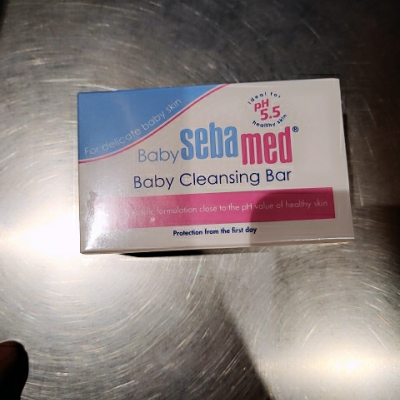 For delicate baby skin
ideal for
pH
5.5
healthy skin
Baby sebamed®
Baby Cleansing Bar
formulation close to the pH value of healthy skin
Protection from the first day